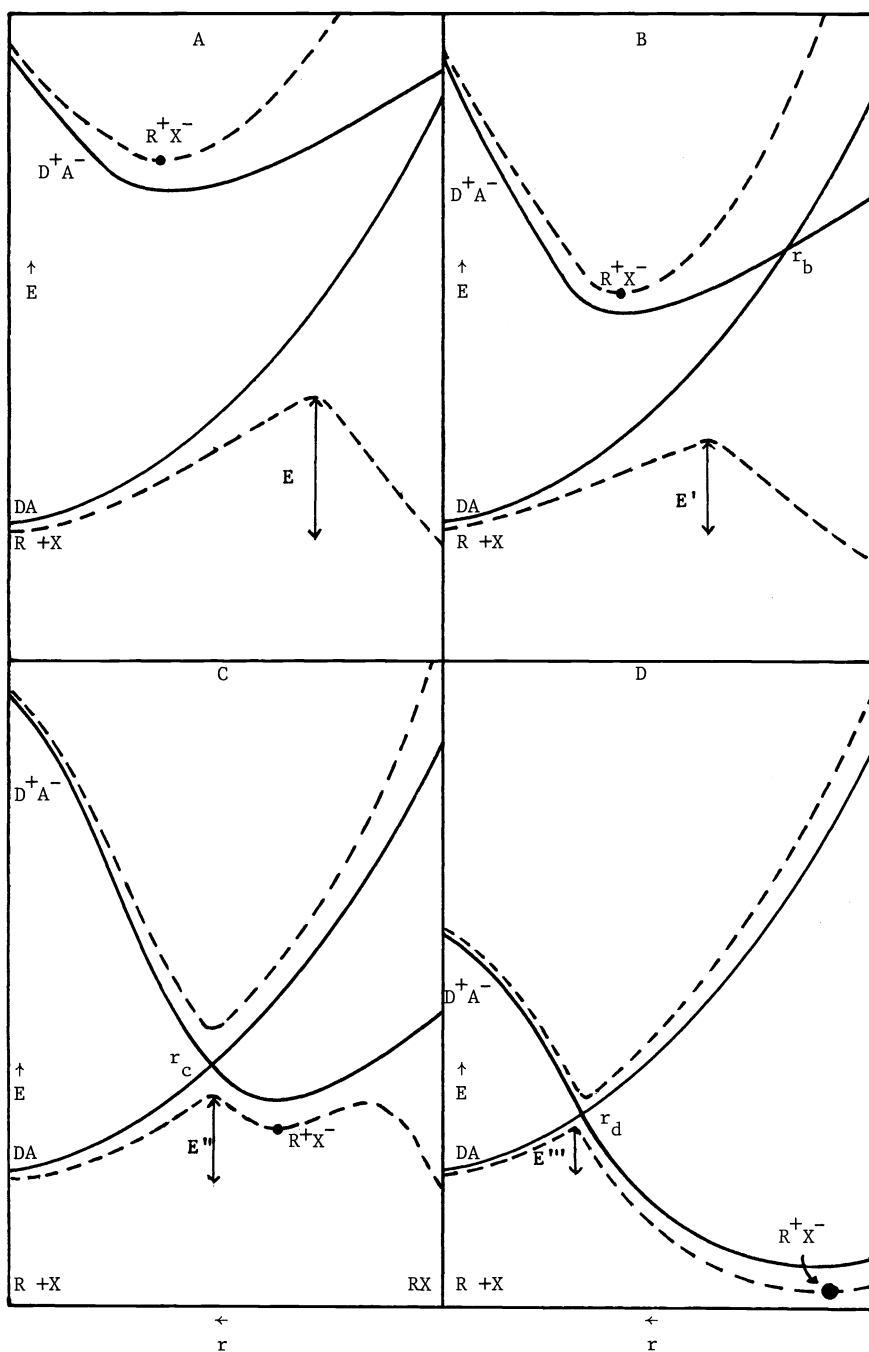 A
R⁺X⁻
D⁺A⁻
↑
E
E
DA
R +X
B
D⁺A⁻
R⁺X⁻
↑
E
r_b
E'
DA
R +X
C
D⁺A⁻
r_c
↑
E
DA
E''
R⁺X⁻
R +X
RX
←
r
D
D⁺A⁻
↑
E
r_d
DA
E'''
R⁺X⁻
R +X
←
r